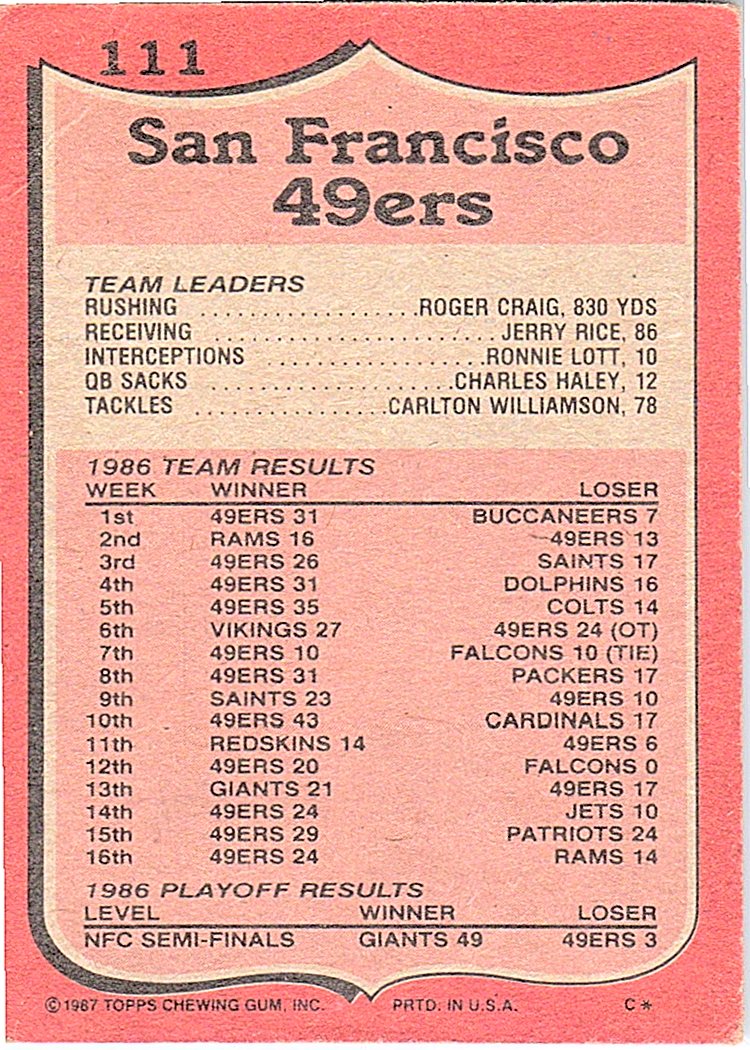 111
San Francisco
49ers
TEAM LEADERS
RUSHING ..................ROGER CRAIG, 830 YDS
RECEIVING ........................JERRY RICE, 86
INTERCEPTIONS ..................RONNIE LOTT, 10
QB SACKS ....................CHARLES HALEY, 12
TACKLES ................CARLTON WILLIAMSON, 78
1986 TEAM RESULTS
WEEK WINNER LOSER
1st 49ERS 31 BUCCANEERS 7
2nd RAMS 16 49ERS 13
3rd 49ERS 26 SAINTS 17
4th 49ERS 31 DOLPHINS 16
5th 49ERS 35 COLTS 14
6th VIKINGS 27 49ERS 24 (OT)
7th 49ERS 10 FALCONS 10 (TIE)
8th 49ERS 31 PACKERS 17
9th SAINTS 23 49ERS 10
10th 49ERS 43 CARDINALS 17
11th REDSKINS 14 49ERS 6
12th 49ERS 20 FALCONS 0
13th GIANTS 21 49ERS 17
14th 49ERS 24 JETS 10
15th 49ERS 29 PATRIOTS 24
16th 49ERS 24 RAMS 14
1986 PLAYOFF RESULTS
LEVEL WINNER LOSER
NFC SEMI-FINALS GIANTS 49 49ERS 3
© 1987 TOPPS CHEWING GUM, INC. PRTD. IN U.S.A. C*